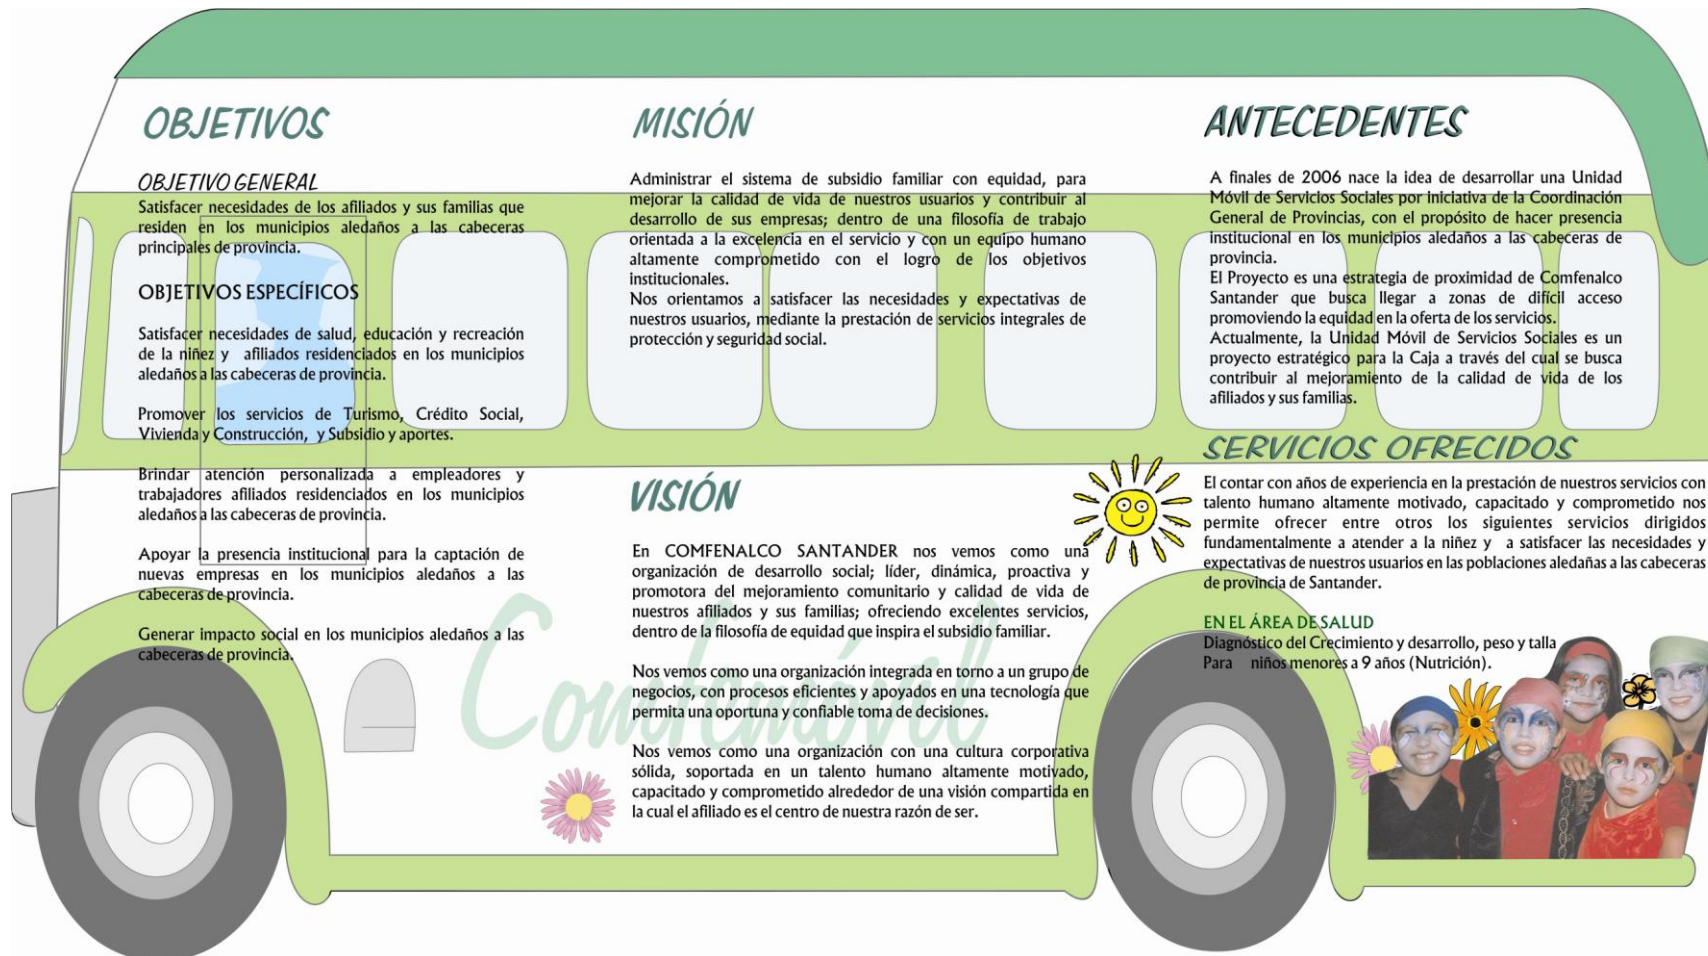 OBJETIVOS
OBJETIVO GENERAL
Satisfacer necesidades de los afiliados y sus familias que
residen en los municipios aledaños a las cabeceras
principales de provincia.
OBJETIVOS ESPECÍFICOS
Satisfacer necesidades de salud, educación y recreación
de la niñez y afiliados residenciados en los municipios
aledaños a las cabeceras de provincia.
Promover los servicios de Turismo, Crédito Social,
Vivienda y Construcción, y Subsidio y aportes.
Brindar atención personalizada a empleadores y
trabajadores afiliados residenciados en los municipios
aledaños a las cabeceras de provincia.
Apoyar la presencia institucional para la captación de
nuevas empresas en los municipios aledaños a las
cabeceras de provincia.
Generar impacto social en los municipios aledaños a las
cabeceras de provincia.
MISIÓN
Administrar el sistema de subsidio familiar con equidad, para
mejorar la calidad de vida de nuestros usuarios y contribuir al
desarrollo de sus empresas; dentro de una filosofía de trabajo
orientada a la excelencia en el servicio y con un equipo humano
altamente comprometido con el logro de los objetivos
institucionales.
Nos orientamos a satisfacer las necesidades y expectativas de
nuestros usuarios, mediante la prestación de servicios integrales de
protección y seguridad social.
VISIÓN
En COMFENALCO SANTANDER nos vemos como una
organización de desarrollo social; líder, dinámica, proactiva y
promotora del mejoramiento comunitario y calidad de vida de
nuestros afiliados y sus familias; ofreciendo excelentes servicios,
dentro de la filosofía de equidad que inspira el subsidio familiar.
Nos vemos como una organización integrada en torno a un grupo de
negocios, con procesos eficientes y apoyados en una tecnología que
permita una oportuna y confiable toma de decisiones.
Nos vemos como una organización con una cultura corporativa
sólida, soportada en un talento humano altamente motivado,
capacitado y comprometido alrededor de una visión compartida en
la cual el afiliado es el centro de nuestra razón de ser.
Comfemóvil
ANTECEDENTES
A finales de 2006 nace la idea de desarrollar una Unidad
Móvil de Servicios Sociales por iniciativa de la Coordinación
General de Provincias, con el propósito de hacer presencia
institucional en los municipios aledaños a las cabeceras de
provincia.
El Proyecto es una estrategia de proximidad de Comfenalco
Santander que busca llegar a zonas de difícil acceso
promoviendo la equidad en la oferta de los servicios.
Actualmente, la Unidad Móvil de Servicios Sociales es un
proyecto estratégico para la Caja a través del cual se busca
contribuir al mejoramiento de la calidad de vida de los
afiliados y sus familias.
SERVICIOS OFRECIDOS
El contar con años de experiencia en la prestación de nuestros servicios con
talento humano altamente motivado, capacitado y comprometido nos
permite ofrecer entre otros los siguientes servicios dirigidos
fundamentalmente a atender a la niñez y a satisfacer las necesidades y
expectativas de nuestros usuarios en las poblaciones aledañas a las cabeceras
de provincia de Santander.
EN EL ÁREA DE SALUD
Diagnóstico del Crecimiento y desarrollo, peso y talla
Para niños menores a 9 años (Nutrición).